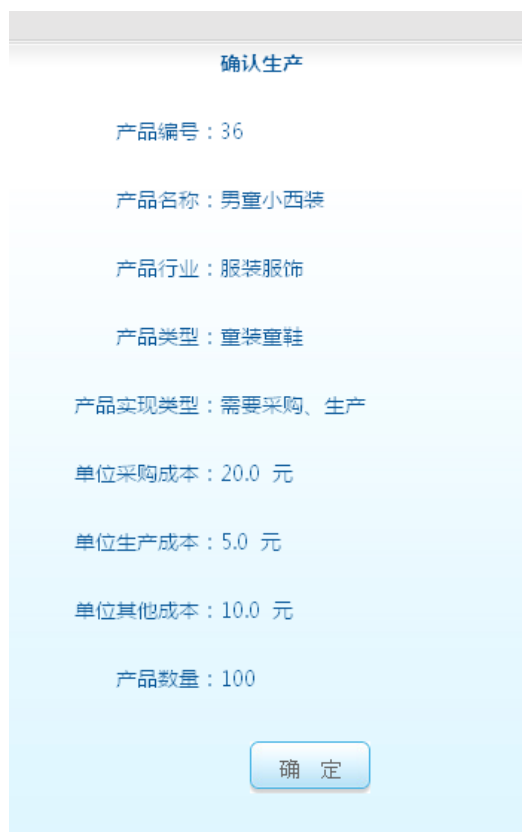 确认生产
产品编号：36
产品名称：男童小西装
产品行业：服装服饰
产品类型：童装童鞋
产品实现类型：需要采购、生产
单位采购成本：20.0 元
单位生产成本：5.0 元
单位其他成本：10.0 元
产品数量：100
确 定